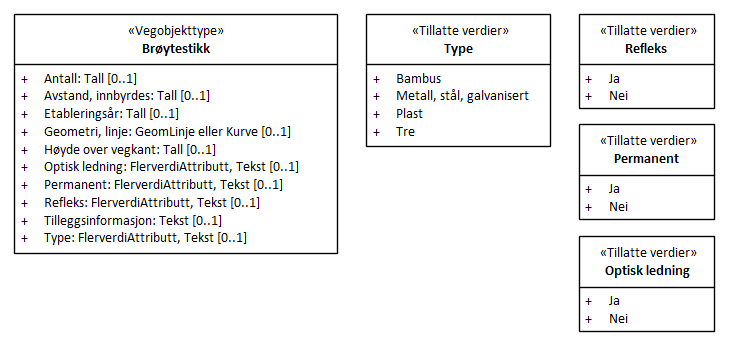 «Vegobjekttype»
Brøytestikk
+ Antall: Tall [0..1]
+ Avstand, innbyrdes: Tall [0..1]
+ Etableringsår: Tall [0..1]
+ Geometri, linje: GeomLinje eller Kurve [0..1]
+ Høyde over vegkant: Tall [0..1]
+ Optisk ledning: FlerverdiAttributt, Tekst [0..1]
+ Permanent: FlerverdiAttributt, Tekst [0..1]
+ Refleks: FlerverdiAttributt, Tekst [0..1]
+ Tilleggsinformasjon: Tekst [0..1]
+ Type: FlerverdiAttributt, Tekst [0..1]
«Tillatte verdier»
Type
+ Bambus
+ Metall, stål, galvanisert
+ Plast
+ Tre
«Tillatte verdier»
Refleks
+ Ja
+ Nei
«Tillatte verdier»
Permanent
+ Ja
+ Nei
«Tillatte verdier»
Optisk ledning
+ Ja
+ Nei